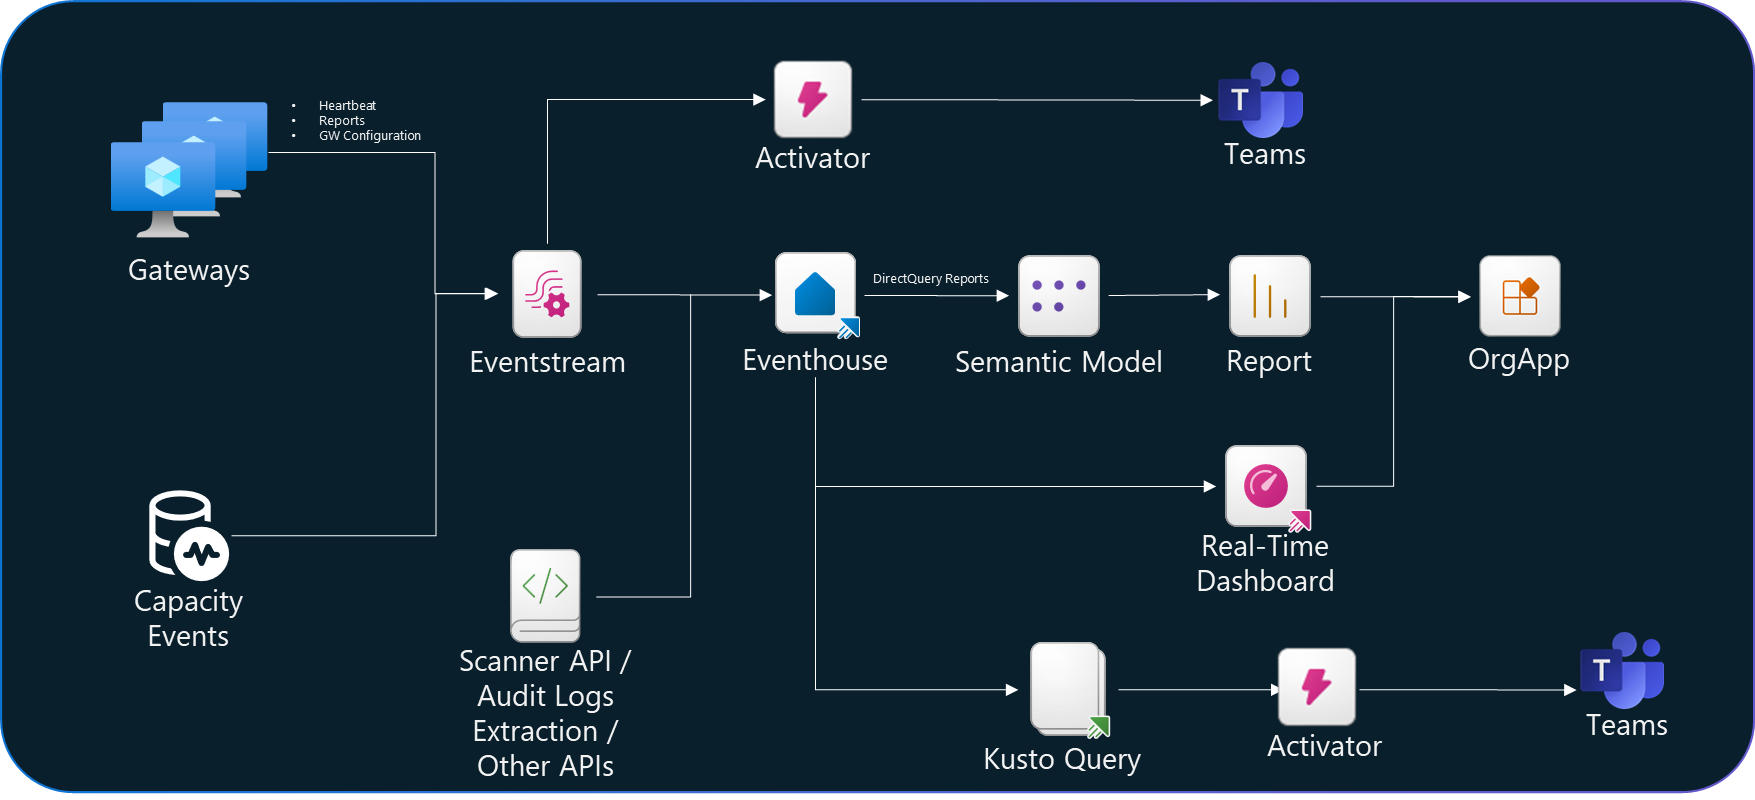 • Heartbeat
• Reports
• GW Configuration
Gateways
Activator
T
Teams
Eventstream
Eventhouse
DirectQuery Reports
Semantic Model
Report
OrgApp
Capacity
Events
</>
Scanner API /
Audit Logs
Extraction /
Other APIs
Real-Time
Dashboard
Kusto Query
Activator
T
Teams